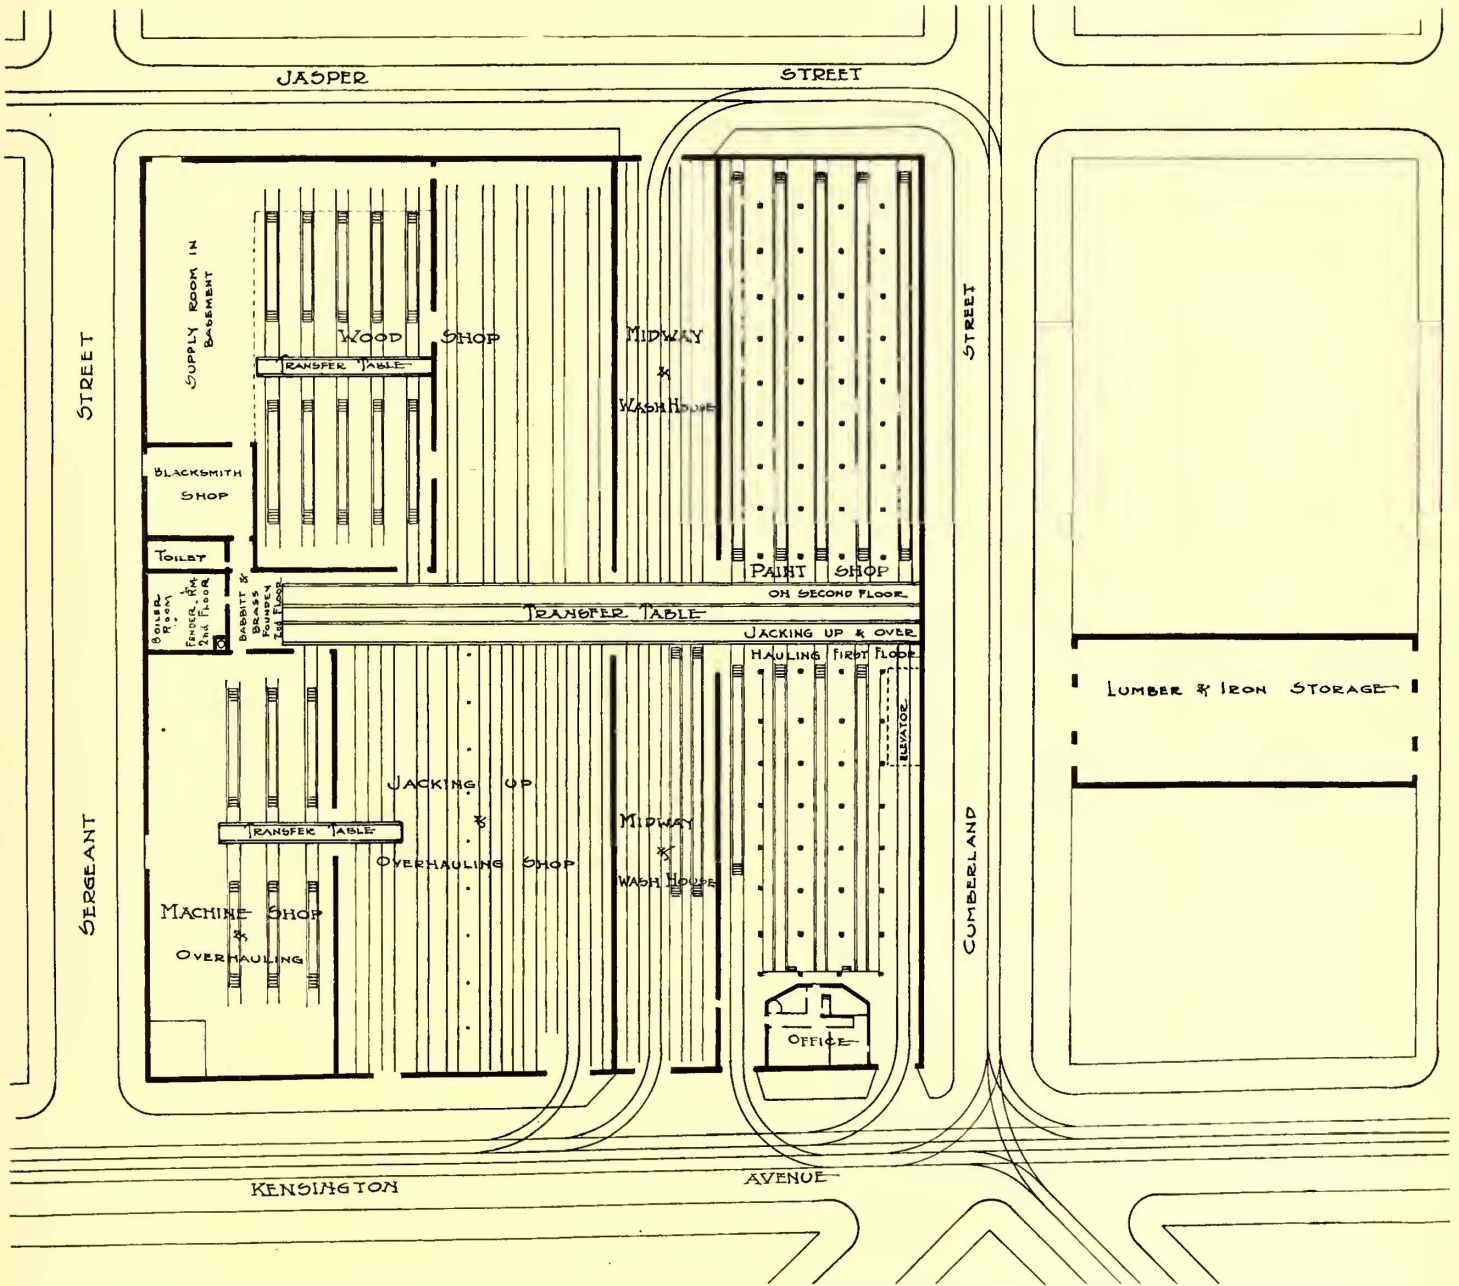 JASPER STREET
SUPPLY ROOM IN
BASEMENT
WOOD SHOP
TRANSFER TABLE
MIDWAY
&
WASH HOUSE
STREET
STREET
BLACKSMITH
SHOP
TOILET
BOILER
ROOM
FENDER RM
2nd FLOOR
BABBITT &
BRASS
FOUNDRY
2nd FLOOR
PAINT SHOP
ON SECOND FLOOR
TRANSFER TABLE
JACKING UP & OVER
HAULING FIRST FLOOR
ELEVATOR
LUMBER & IRON STORAGE
JACKING UP
&
OVERHAULING SHOP
TRANSFER TABLE
MIDWAY
&
WASH HOUSE
MACHINE SHOP
&
OVERHAULING
SERGEANT
CUMBERLAND
OFFICE
KENSINGTON AVENUE